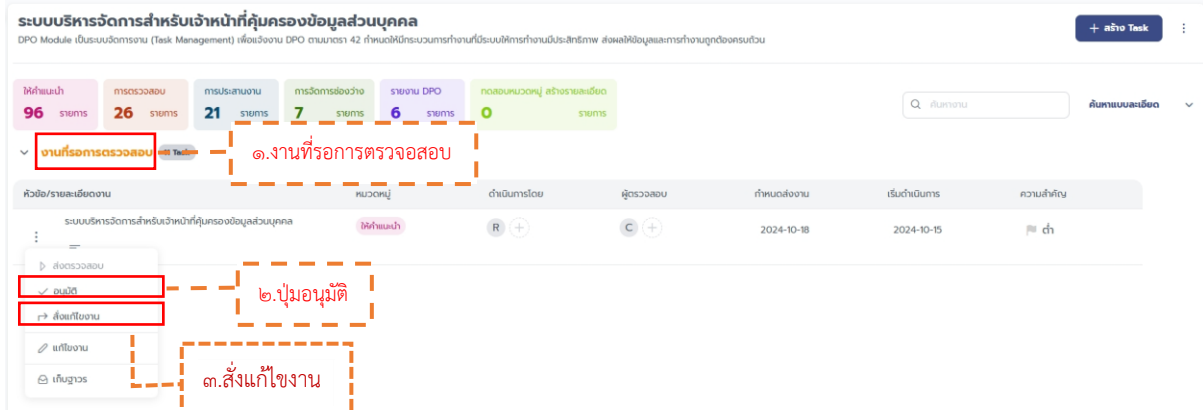 ระบบบริหารจัดการสำหรับเจ้าหน้าที่คุ้มครองข้อมูลส่วนบุคคล
DPO Module เป็นระบบจัดการงาน (Task Management) เพื่อแจ้งงาน DPO ตามมาตรา 42 กำหนดให้มีกระบวนการทำงานที่มีระบบให้การทำงานมีประสิทธิภาพ ส่งผลให้ข้อมูลและการทำงานถูกต้องครบถ้วน
+ สร้าง Task
ให้คำแนะนำ การตรวจสอบ การประสานงาน การจัดการช่องว่าง รายงาน DPO ทดสอบหมวดหมู่ สร้างรายละเอียด
96 รายการ 26 รายการ 21 รายการ 7 รายการ 6 รายการ 0 รายการ
ค้นหางาน ค้นหาแบบละเอียด
งานที่รอการตรวจสอบ Task
๑.งานที่รอการตรวจอสอบ
หัวข้อ/รายละเอียดงาน หมวดหมู่ ดำเนินการโดย ผู้ตรวจสอบ กำหนดส่งงาน เริ่มดำเนินการ ความสำคัญ
ระบบบริหารจัดการสำหรับเจ้าหน้าที่คุ้มครองข้อมูลส่วนบุคคล ให้คำแนะนำ R + C + 2024-10-18 2024-10-15 ต่ำ
ส่งตรวจสอบ
อนุมัติ
๒.ปุ่มอนุมัติ
สั่งแก้ไขงาน
แก้ไขงาน
เก็บถาวร
๓.สั่งแก้ไขงาน